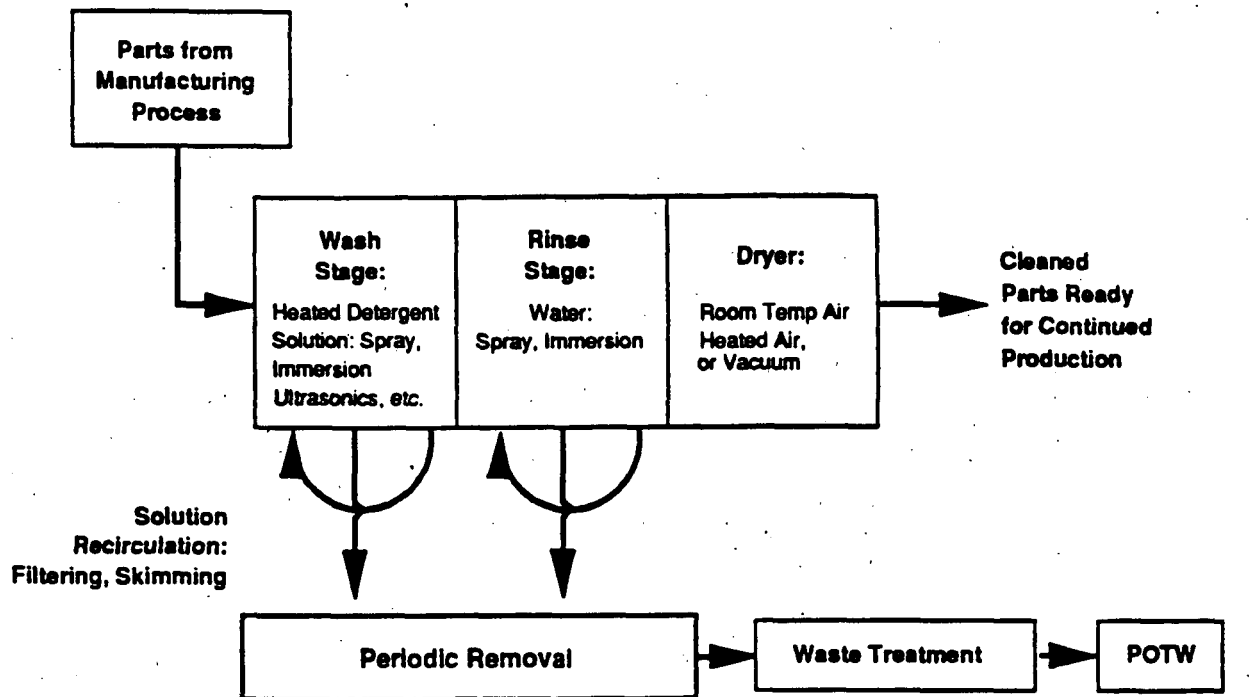 Parts from
Manufacturing
Process
Wash
Stage:
Heated Detergent
Solution: Spray,
Immersion
Ultrasonics, etc.
Rinse
Stage:
Water:
Spray, Immersion
Dryer:
Room Temp Air
Heated Air,
or Vacuum
Cleaned
Parts Ready
for Continued
Production
Solution
Recirculation:
Filtering, Skimming
Periodic Removal
Waste Treatment
POTW